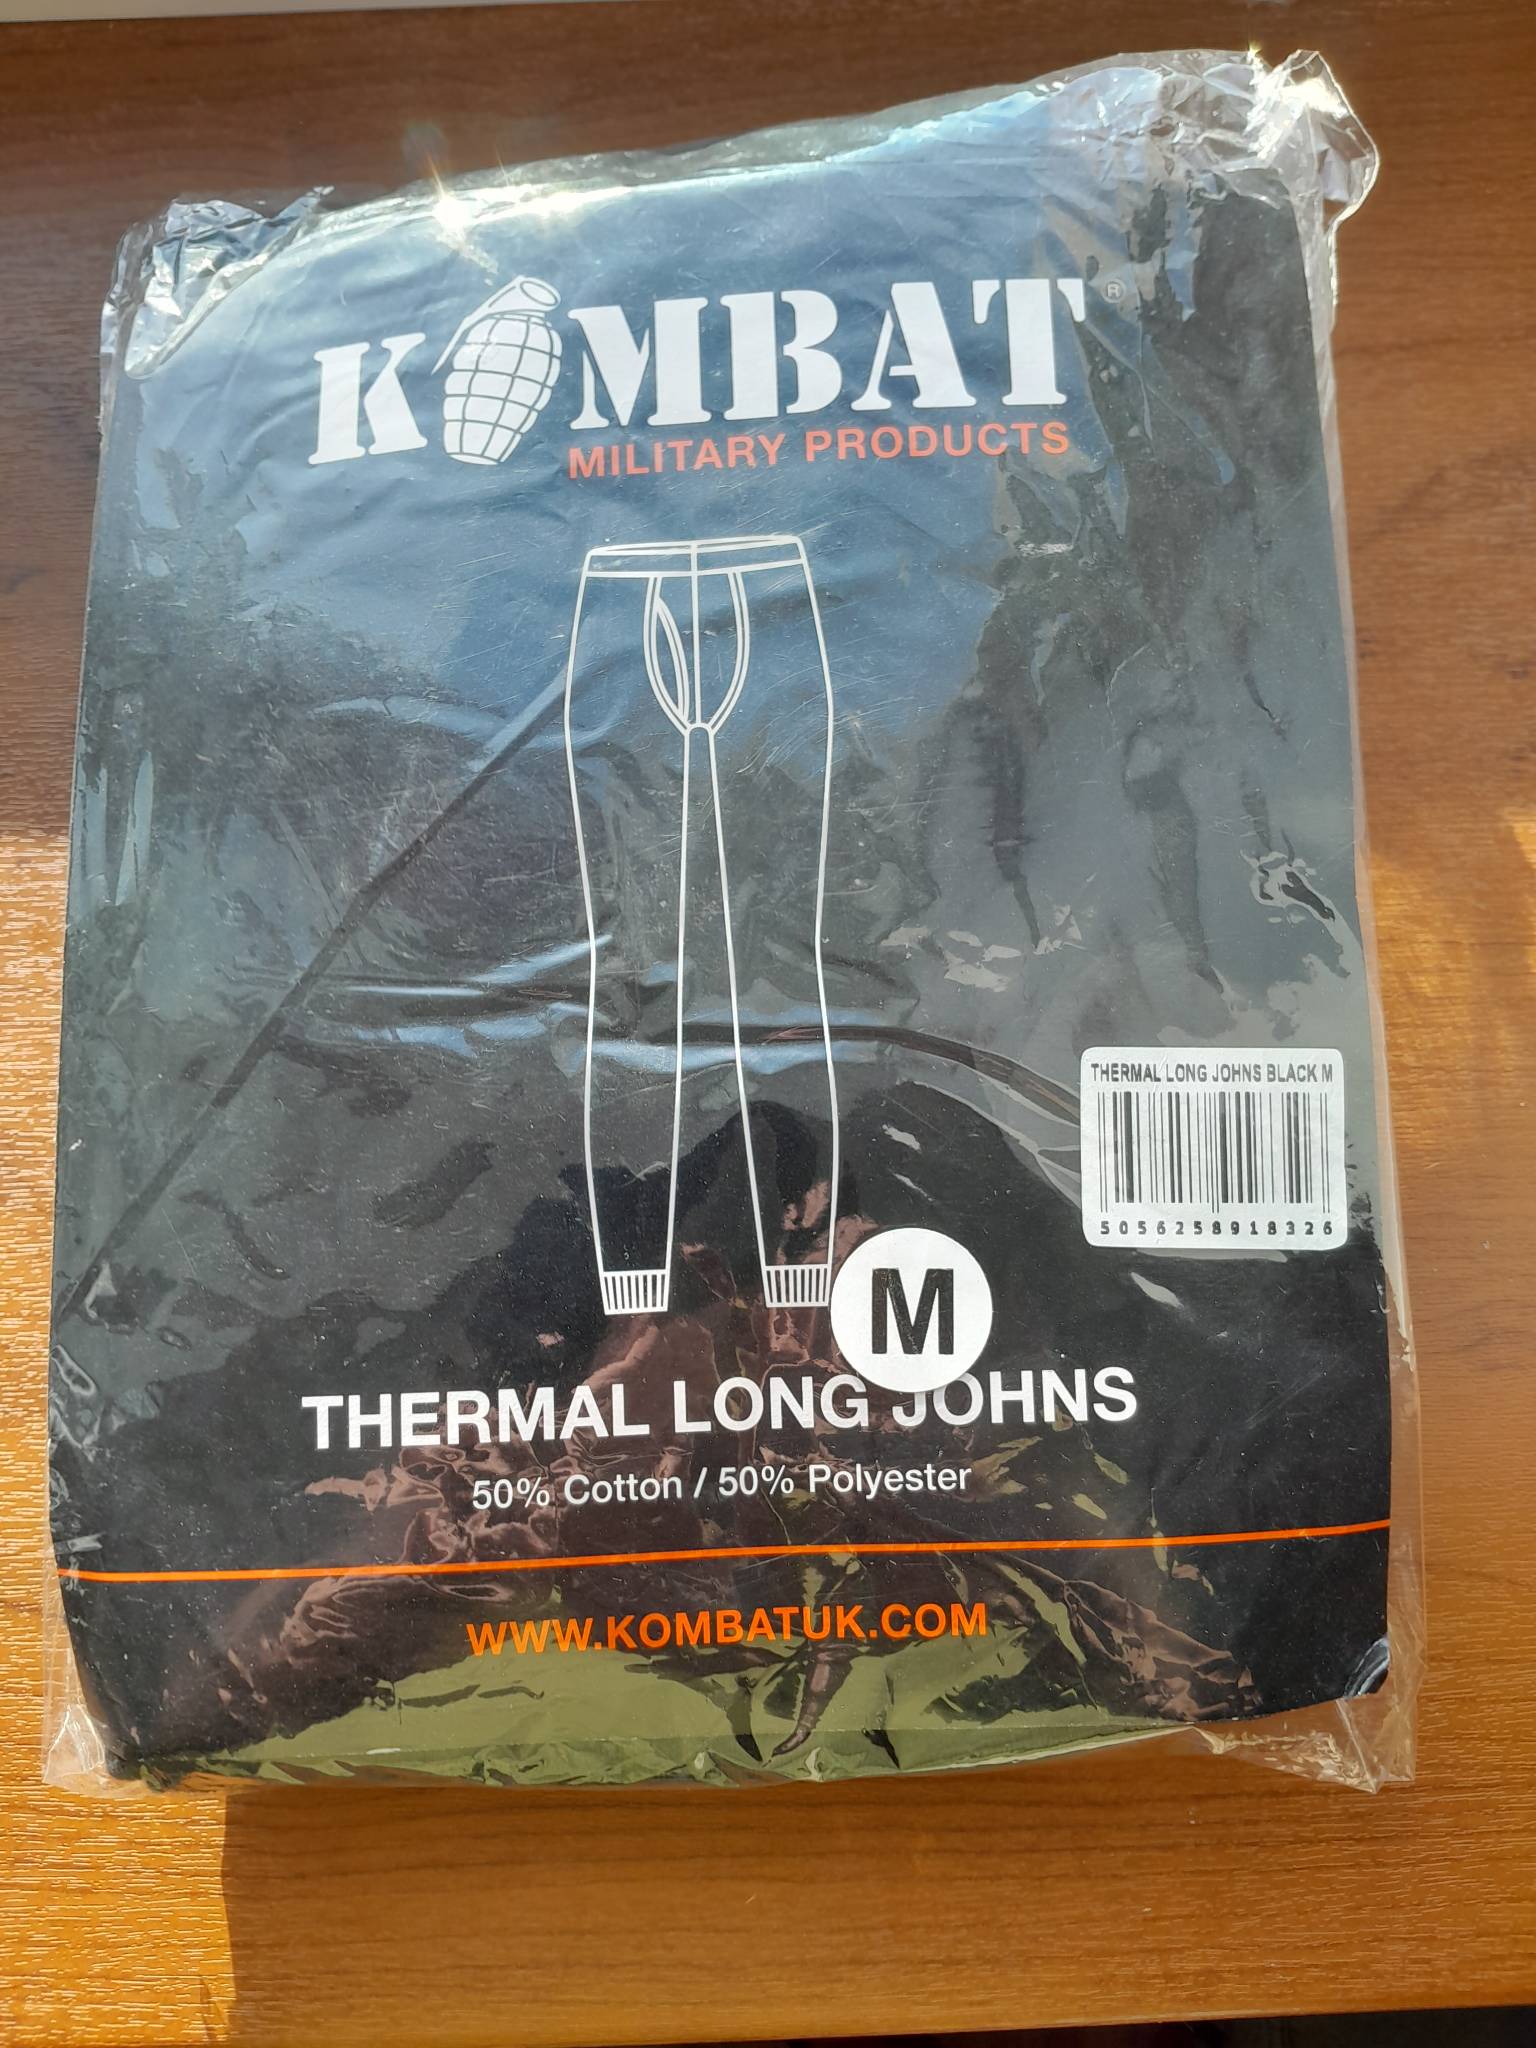 KOMBAT®
MILITARY PRODUCTS
THERMAL LONG JOHNS BLACK M
5056258918326
M
THERMAL LONG JOHNS
50% Cotton / 50% Polyester
WWW.KOMBATUK.COM